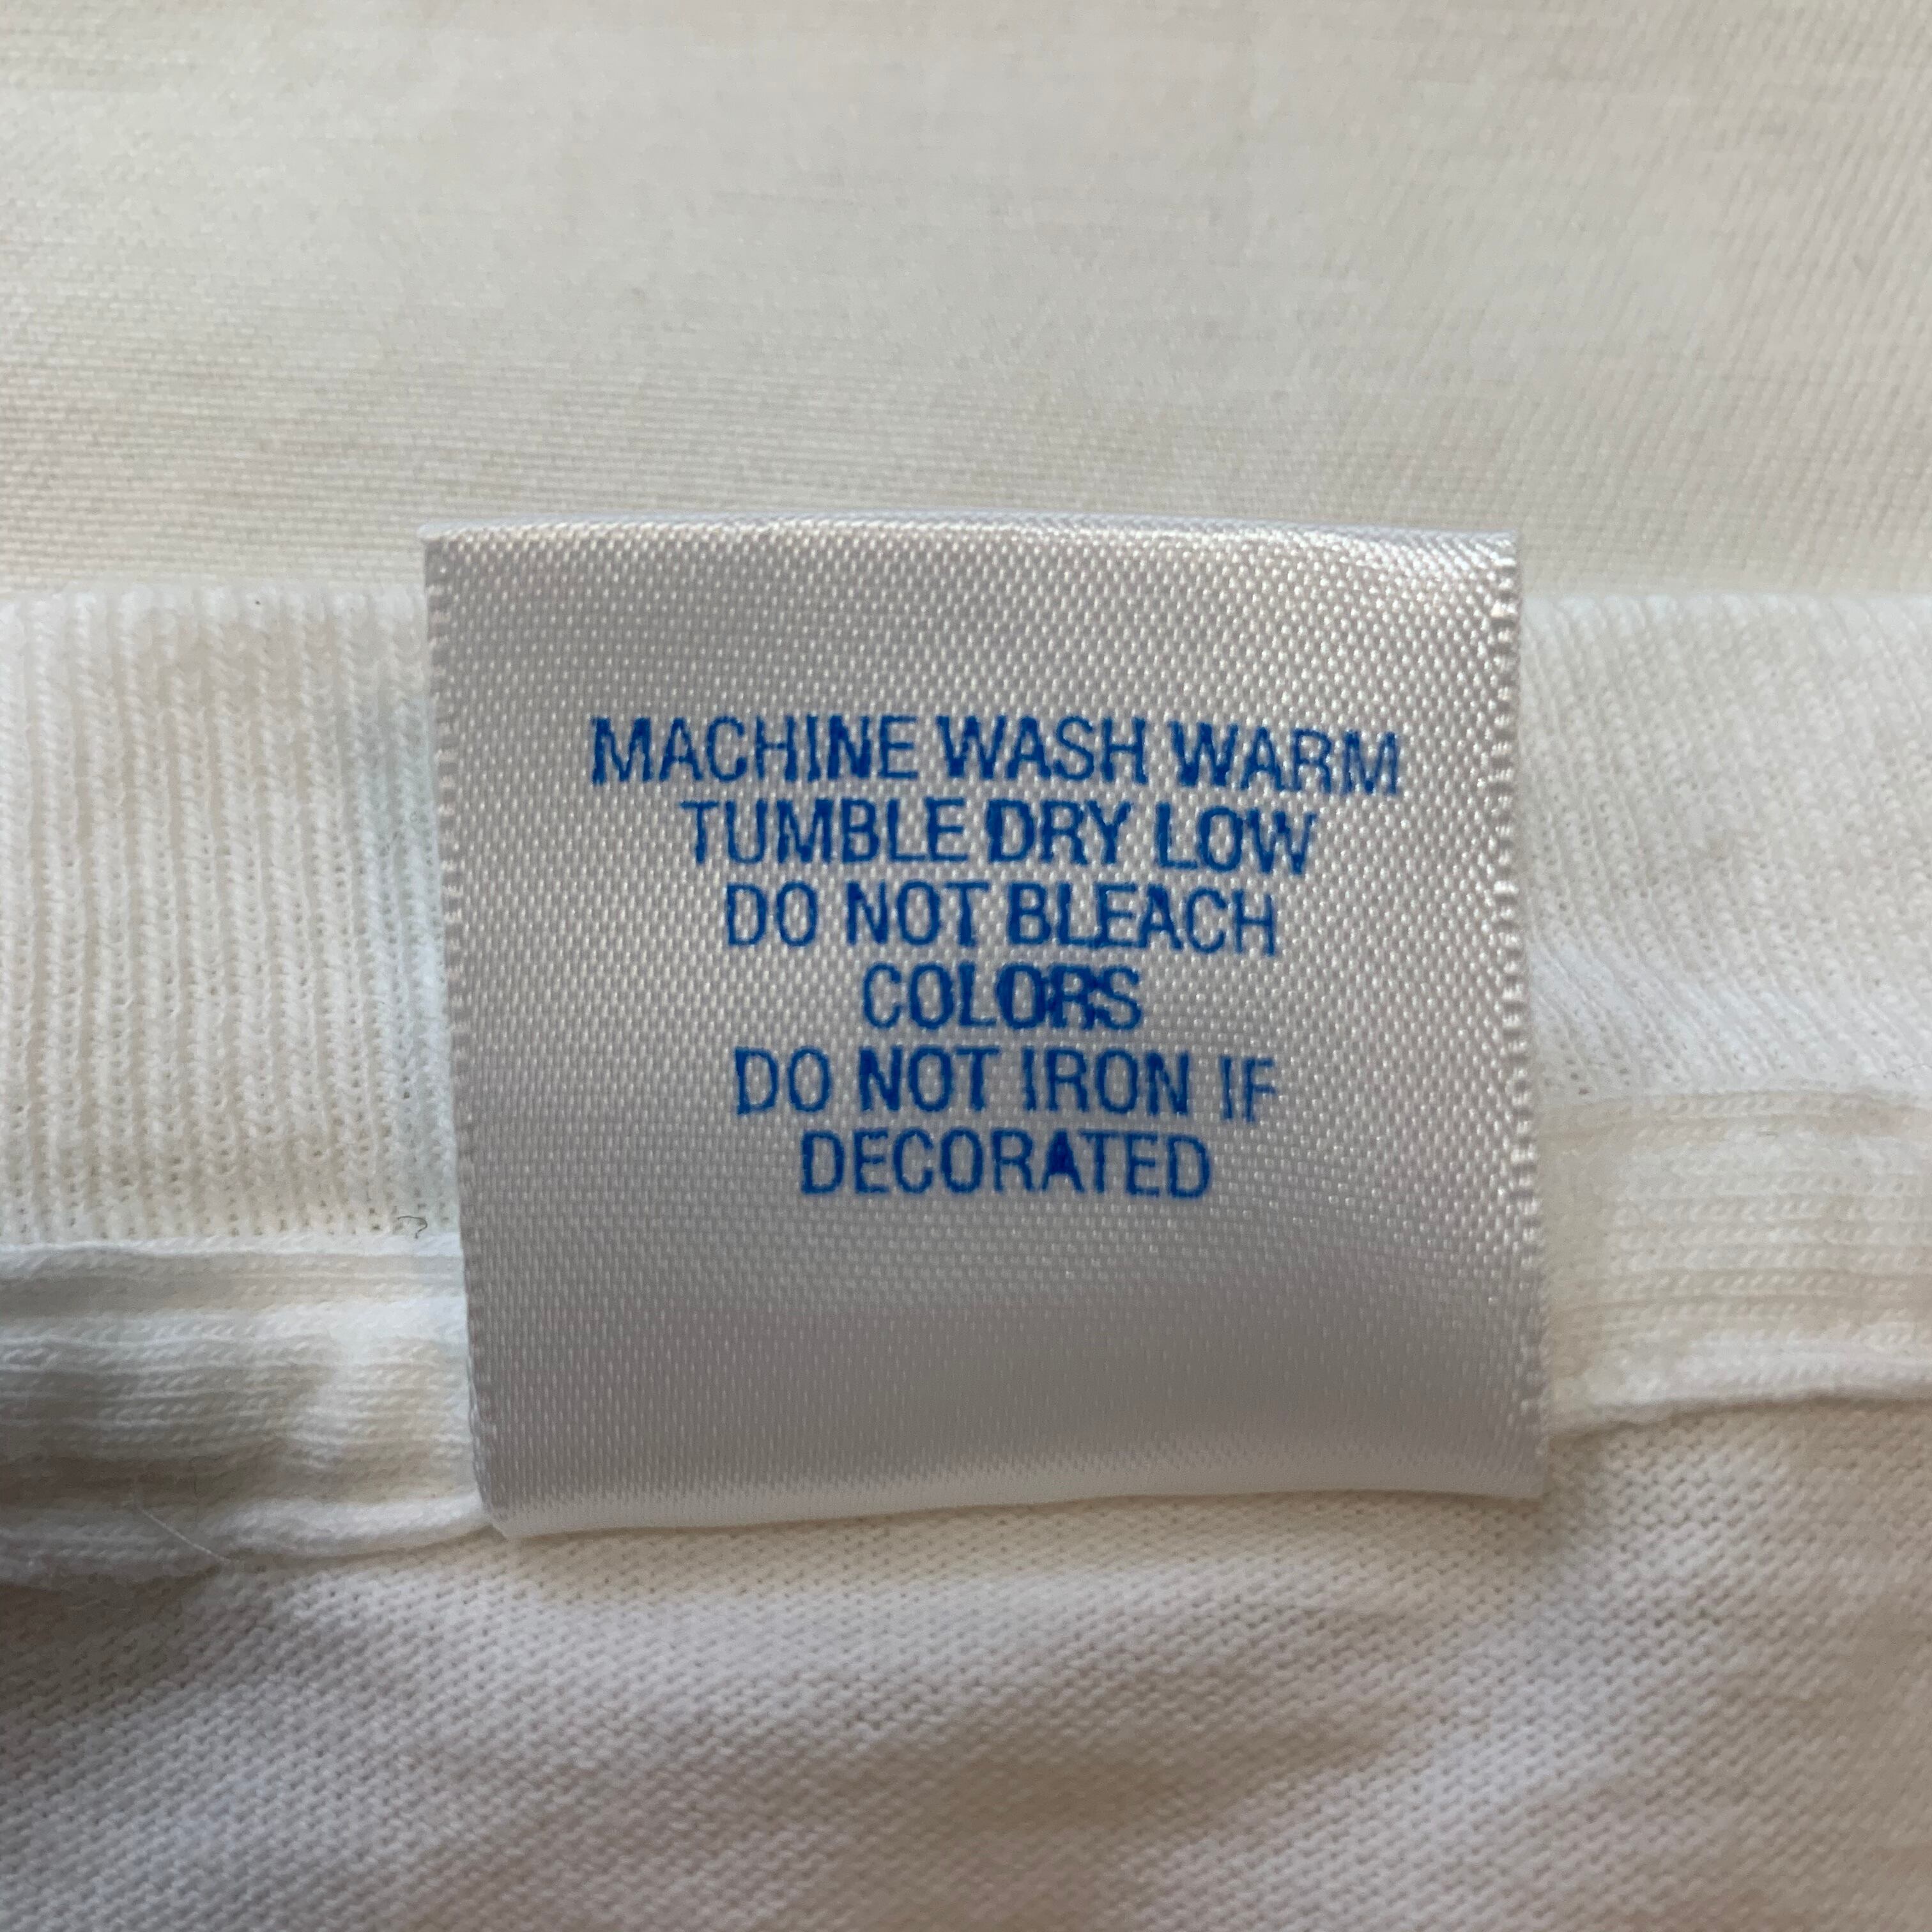 MACHINE WASH WARM
TUMBLE DRY LOW
DO NOT BLEACH
COLORS
DO NOT IRON IF
DECORATED